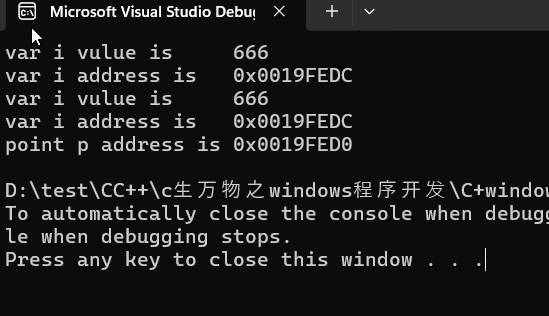 Microsoft Visual Studio Debu
var i vulue is     666
var i address is   0x0019FEDC
var i vulue is     666
var i address is   0x0019FEDC
point p address is 0x0019FED0
D:\test\CC++\c生万物之windows程序开发\C+window
To automatically close the console when debugg
le when debugging stops.
Press any key to close this window . . .